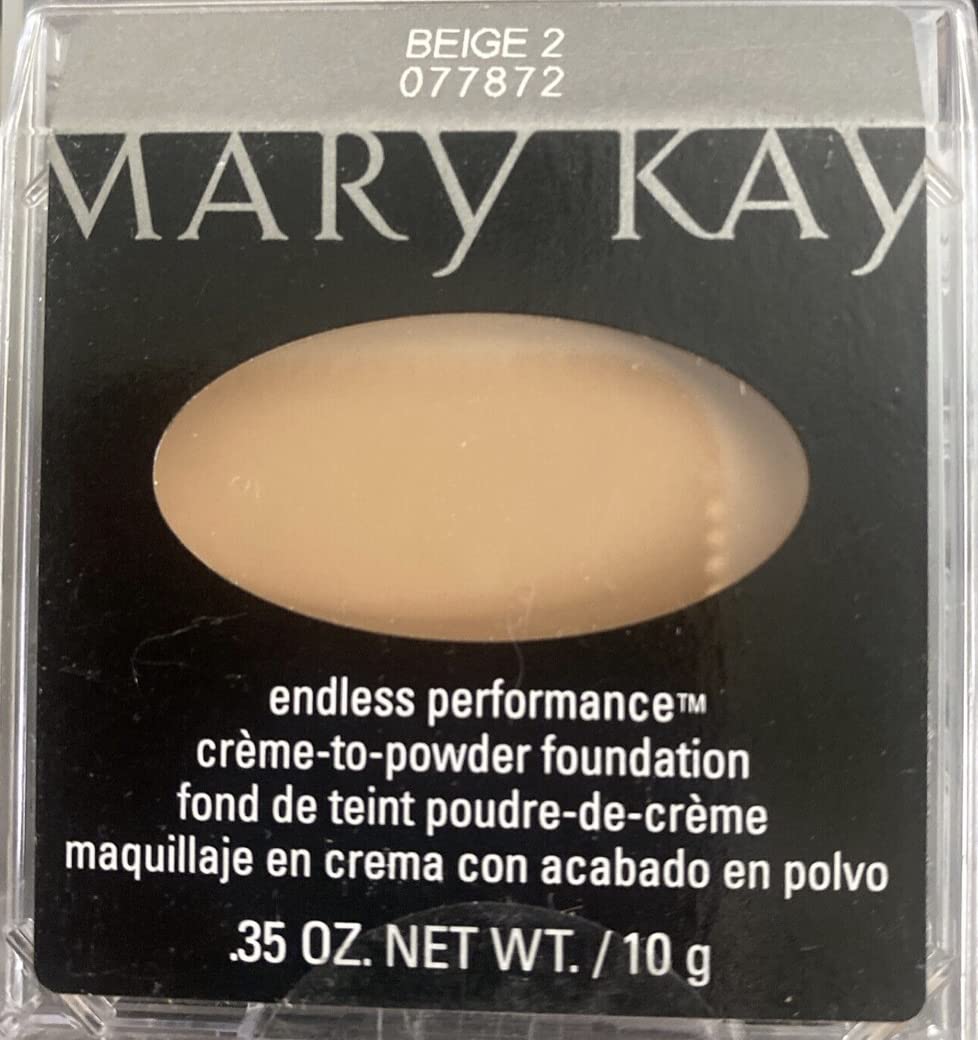 BEIGE 2
077872
MARY KAY
endless performance™
crème-to-powder foundation
fond de teint poudre-de-crème
maquillaje en crema con acabado en polvo
.35 OZ. NET WT. / 10 g